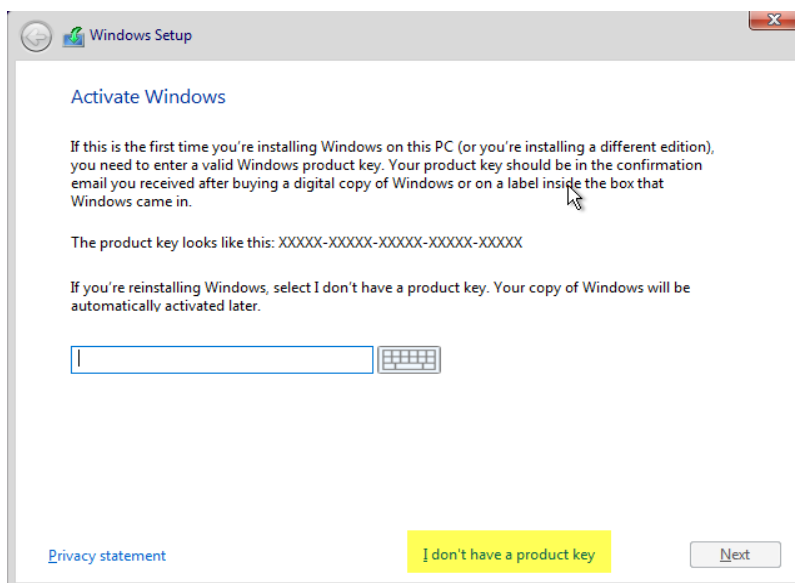 Windows Setup
Activate Windows
If this is the first time you're installing Windows on this PC (or you're installing a different edition),
you need to enter a valid Windows product key. Your product key should be in the confirmation
email you received after buying a digital copy of Windows or on a label inside the box that
Windows came in.
The product key looks like this: XXXXX-XXXXX-XXXXX-XXXXX-XXXXX
If you're reinstalling Windows, select I don't have a product key. Your copy of Windows will be
automatically activated later.
Privacy statement
I don't have a product key
Next